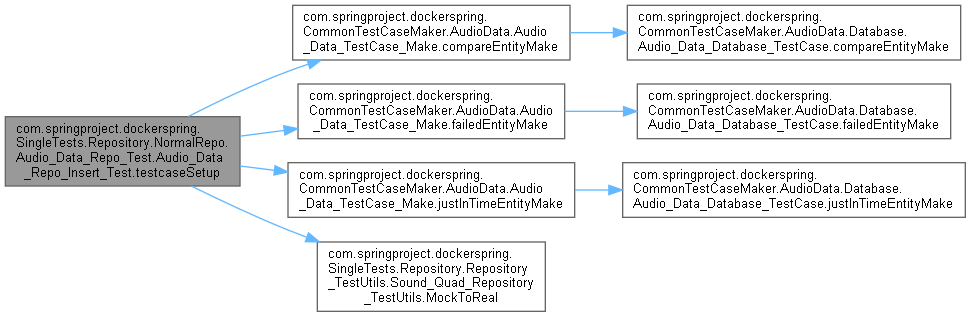 com.springproject.dockerspring.
CommonTestCaseMaker.AudioData.Audio
_Data_TestCase_Make.compareEntityMake
com.springproject.dockerspring.
CommonTestCaseMaker.AudioData.Database.
Audio_Data_Database_TestCase.compareEntityMake
com.springproject.dockerspring.
CommonTestCaseMaker.AudioData.Audio
_Data_TestCase_Make.failedEntityMake
com.springproject.dockerspring.
CommonTestCaseMaker.AudioData.Database.
Audio_Data_Database_TestCase.failedEntityMake
com.springproject.dockerspring.
SingleTests.Repository.NormalRepo.
Audio_Data_Repo_Test.Audio_Data
_Repo_Insert_Test.testcaseSetup
com.springproject.dockerspring.
CommonTestCaseMaker.AudioData.Audio
_Data_TestCase_Make.justInTimeEntityMake
com.springproject.dockerspring.
CommonTestCaseMaker.AudioData.Database.
Audio_Data_Database_TestCase.justInTimeEntityMake
com.springproject.dockerspring.
SingleTests.Repository.Repository
_TestUtils.Sound_Quad_Repository
_TestUtils.MockToReal